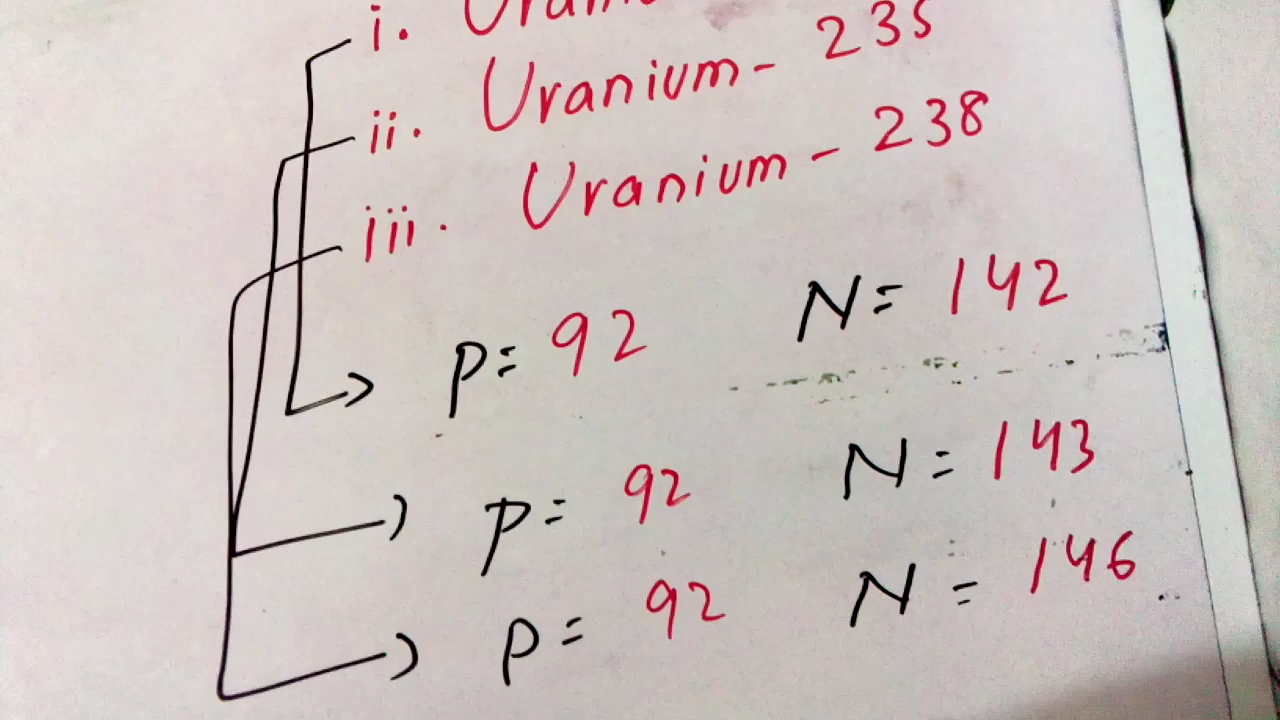 i.
ii. Uranium - 235
iii. Uranium - 238
P = 92 N = 142
P = 92 N = 143
P = 92 N = 146